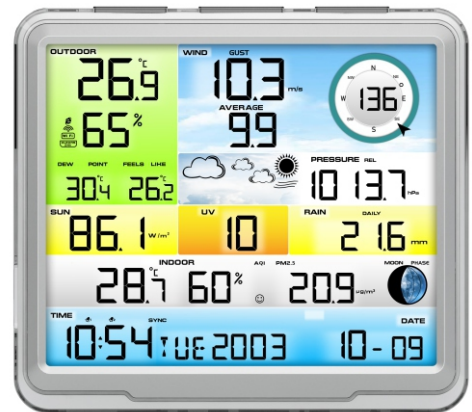 OUTDOOR
26.9 °C
65%
DEW POINT FEELS LIKE
30.4 °C 26.2 °C
WIND GUST
10.3 m/s
AVERAGE
9.9
N
E
S
W
136°
PRESSURE REL
1013.7 hPa
SUN
86.1 W/m²
UV
10
RAIN DAILY
21.6 mm
INDOOR
28.7 °C 60%
AQI PM2.5
20.9 ug/m³
MOON PHASE
TIME SYNC DATE
10:54 TUE 2003 10-09